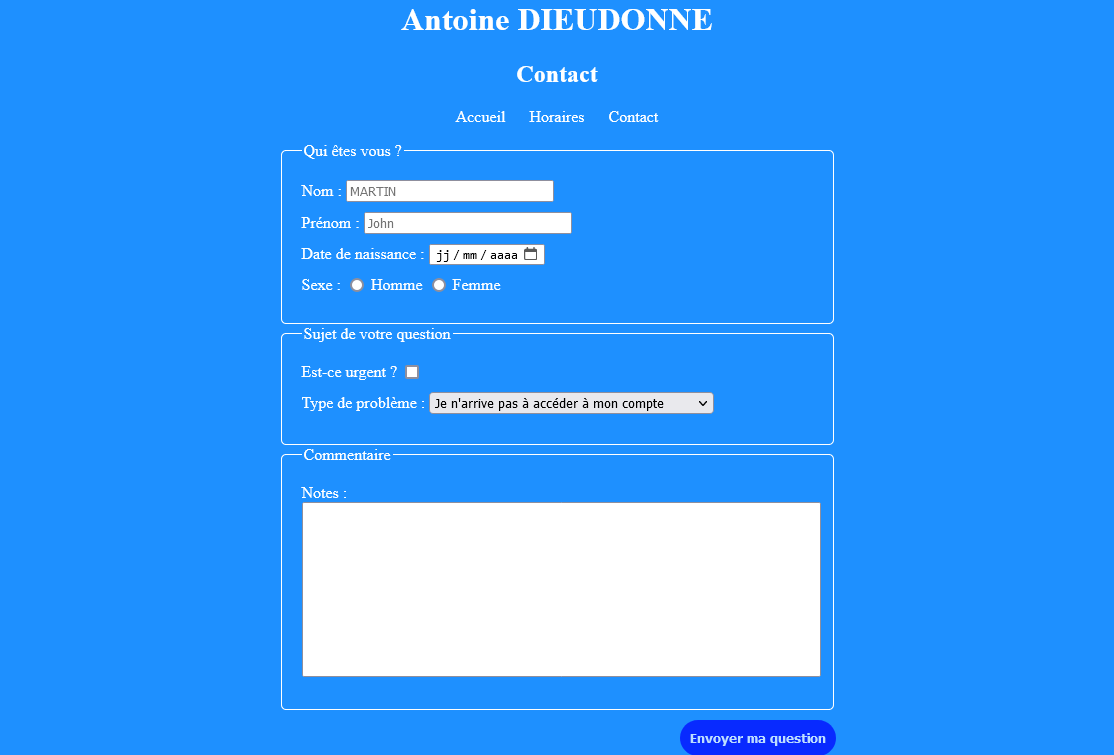 Antoine DIEUDONNE
Contact
Accueil Horaires Contact
Qui êtes vous ?
Nom : MARTIN
Prénom : John
Date de naissance : jj / mm / aaaa
Sexe : Homme Femme
Sujet de votre question
Est-ce urgent ?
Type de problème : Je n'arrive pas à accéder à mon compte
Commentaire
Notes :
Envoyer ma question